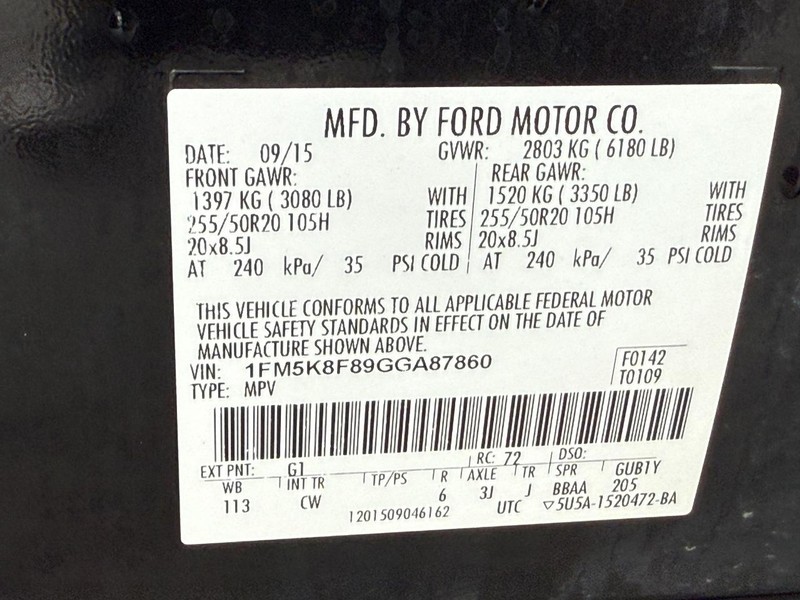 MFD. BY FORD MOTOR CO.
DATE: 09/15 GVWR: 2803 KG ( 6180 LB)
FRONT GAWR: REAR GAWR:
1397 KG ( 3080 LB) WITH 1520 KG ( 3350 LB) WITH
255/50R20 105H TIRES 255/50R20 105H TIRES
20x8.5J RIMS 20x8.5J RIMS
AT 240 kPa/ 35 PSI COLD AT 240 kPa/ 35 PSI COLD
THIS VEHICLE CONFORMS TO ALL APPLICABLE FEDERAL MOTOR
VEHICLE SAFETY STANDARDS IN EFFECT ON THE DATE OF
MANUFACTURE SHOWN ABOVE.
VIN: 1FM5K8F89GGA87860 F0142
TYPE: MPV T0109
EXT PNT: G1 RC: 72 DSO:
WB INT TR TP/PS R AXLE TR SPR GUB1Y
113 CW 6 3J J BBAA 205
1201509046162 UTC ▽5U5A-1520472-BA